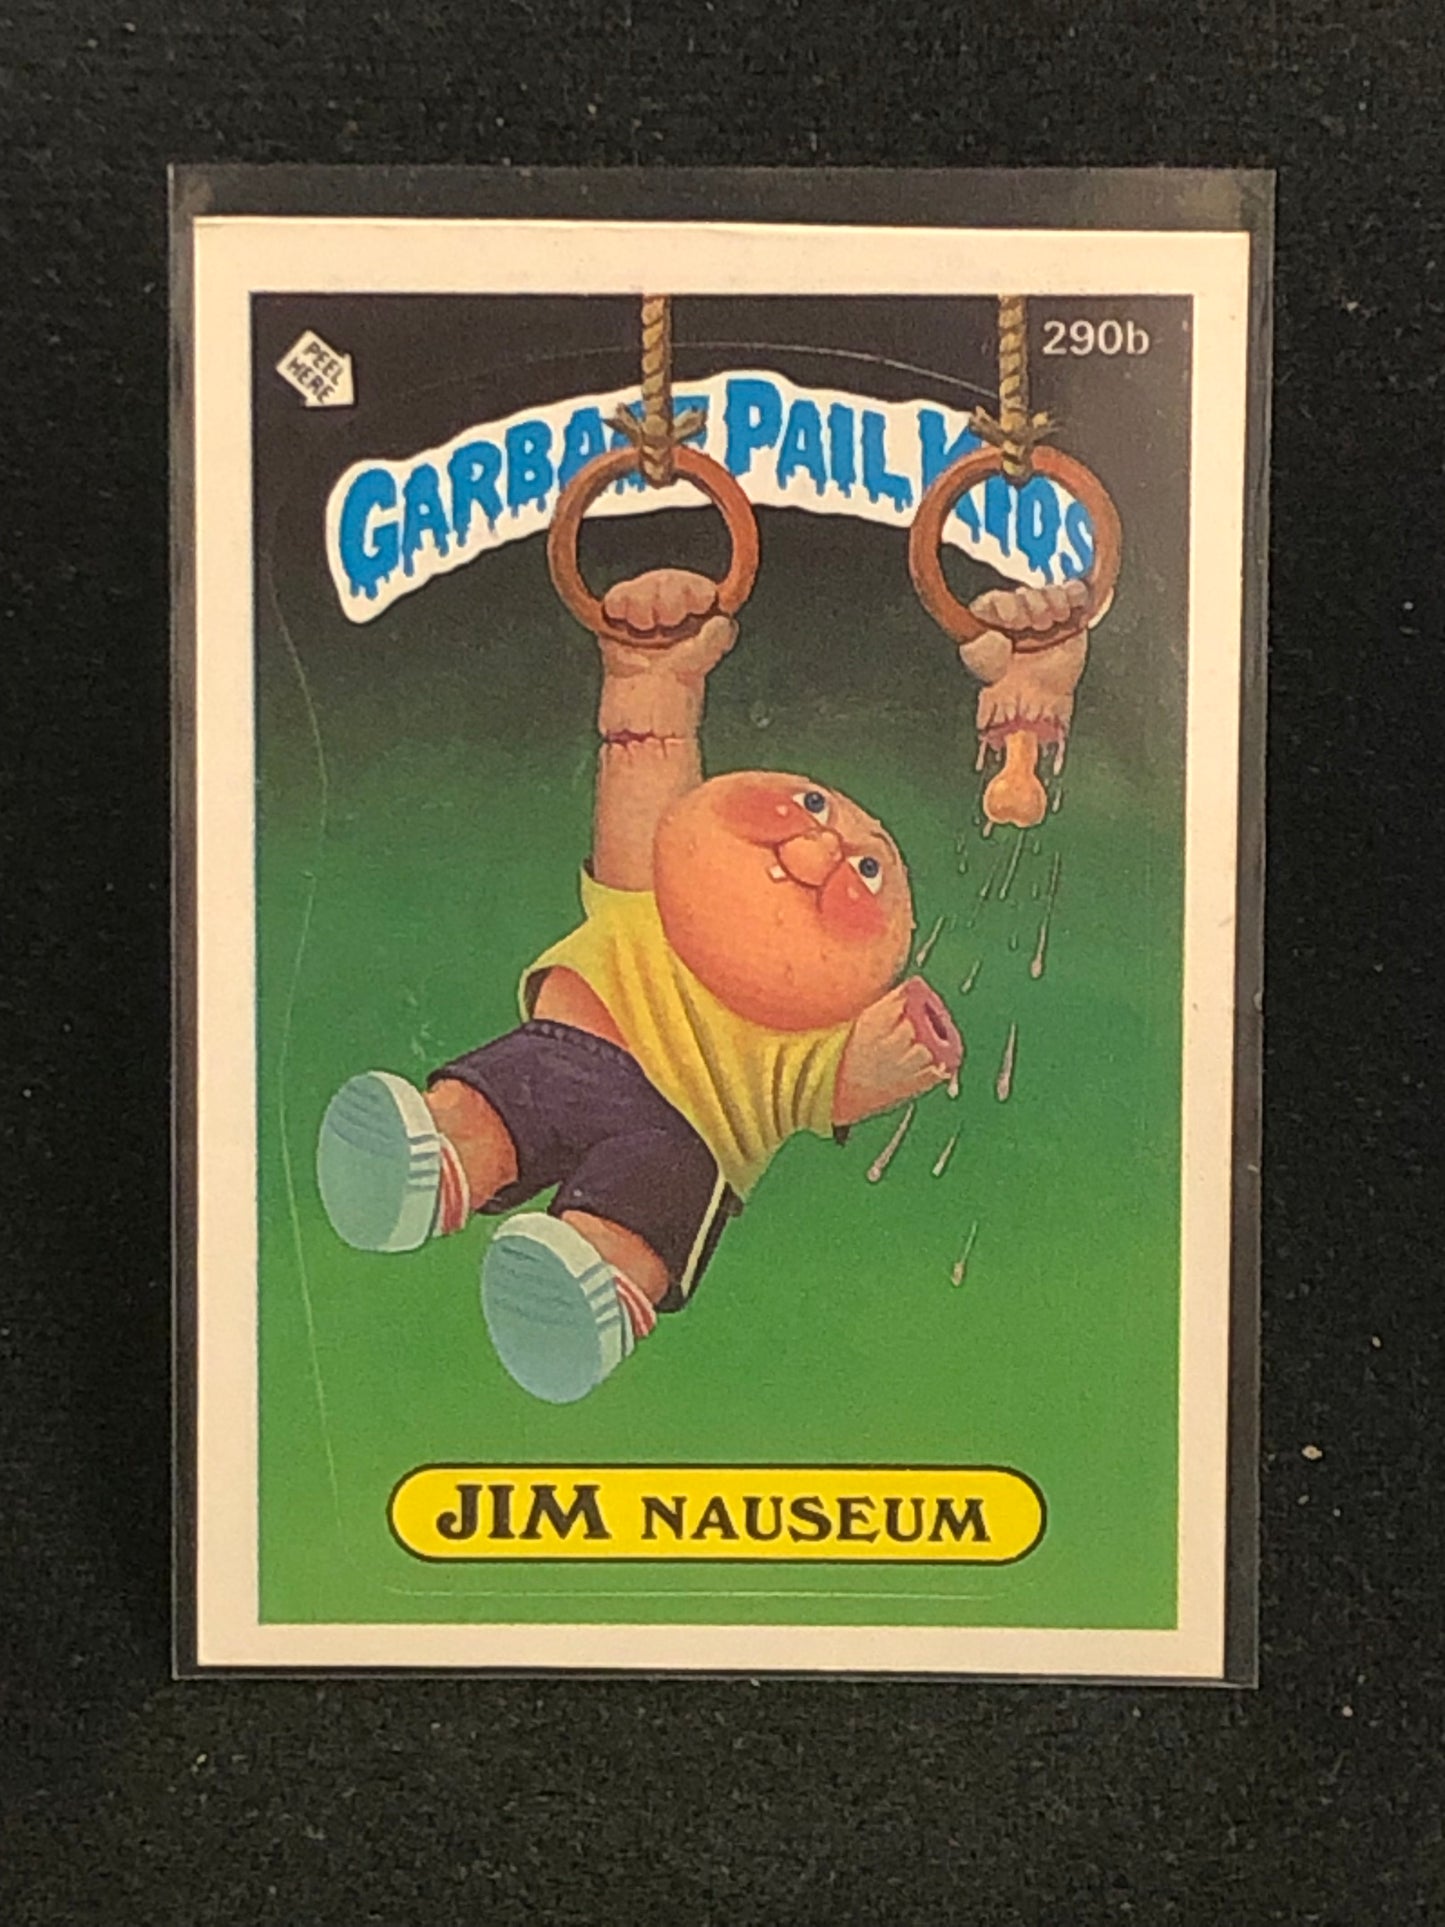 PEEL
HERE
290b
GARBAGE PAIL KIDS
JIM NAUSEUM